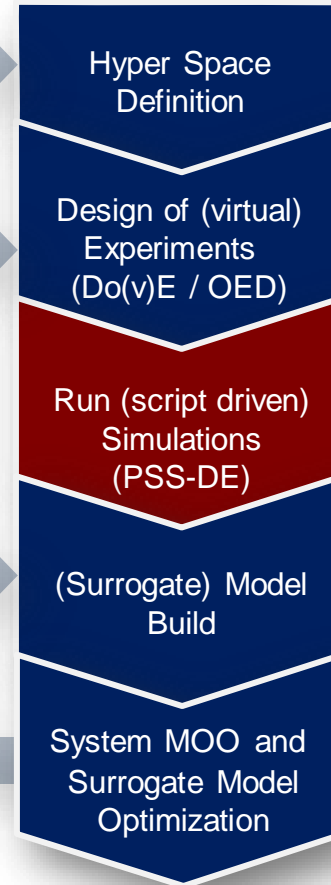 Hyper Space
Definition
Design of (virtual)
Experiments
(Do(v)E / OED)
Run (script driven)
Simulations
(PSS-DE)
(Surrogate) Model
Build
System MOO and
Surrogate Model
Optimization